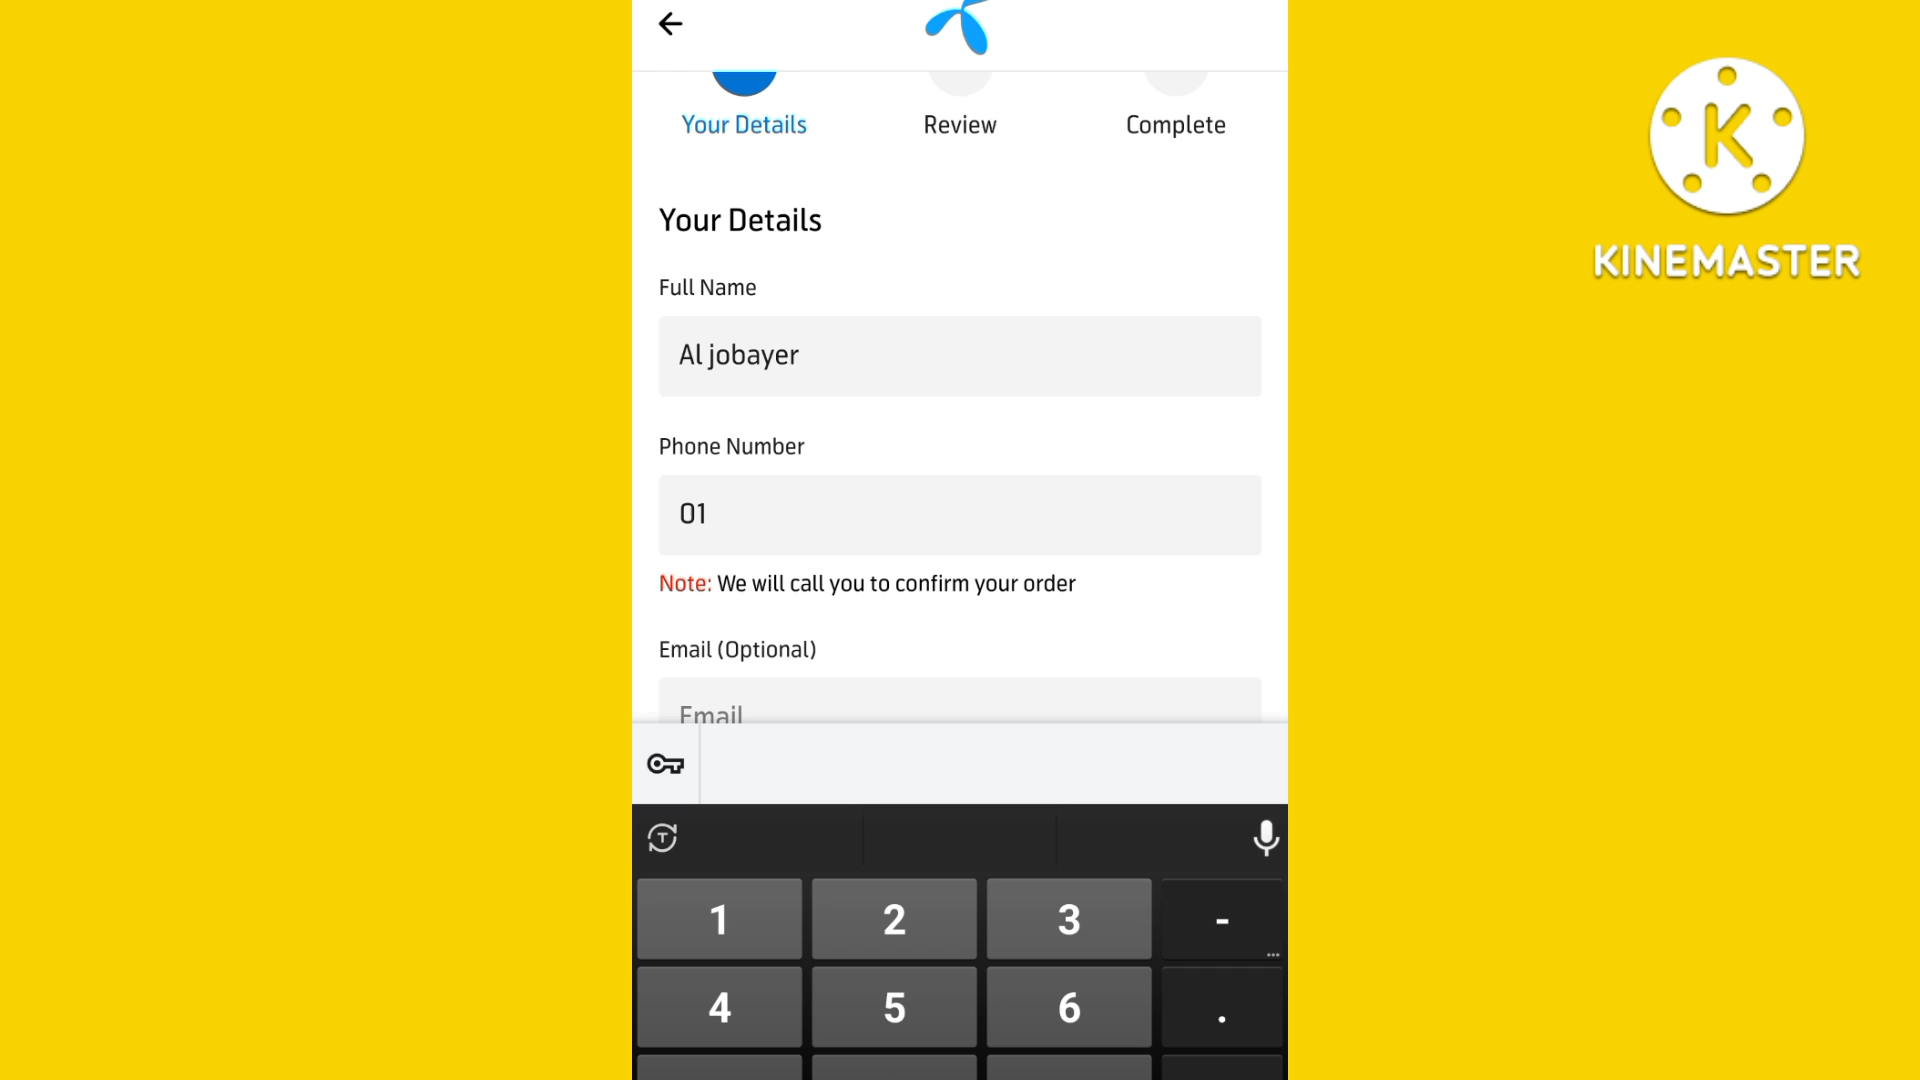 Your Details
Review
Complete
Your Details
Full Name
Al jobayer
Phone Number
01
Note: We will call you to confirm your order
Email (Optional)
Email
T
1
2
3
-
...
4
5
6
.
K
KINEMASTER